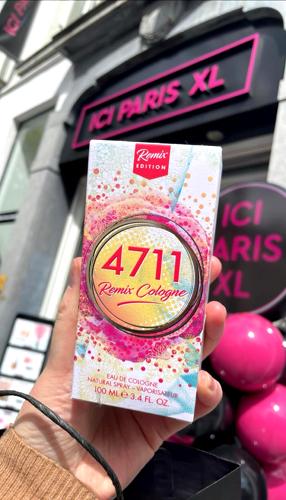 ICI PARIS XL
Remix
EDITION
4711
Remix Cologne
EAU DE COLOGNE
NATURAL SPRAY - VAPORISATEUR
100 ML e 3.4 FL. OZ.
ICI
PARIS
XL